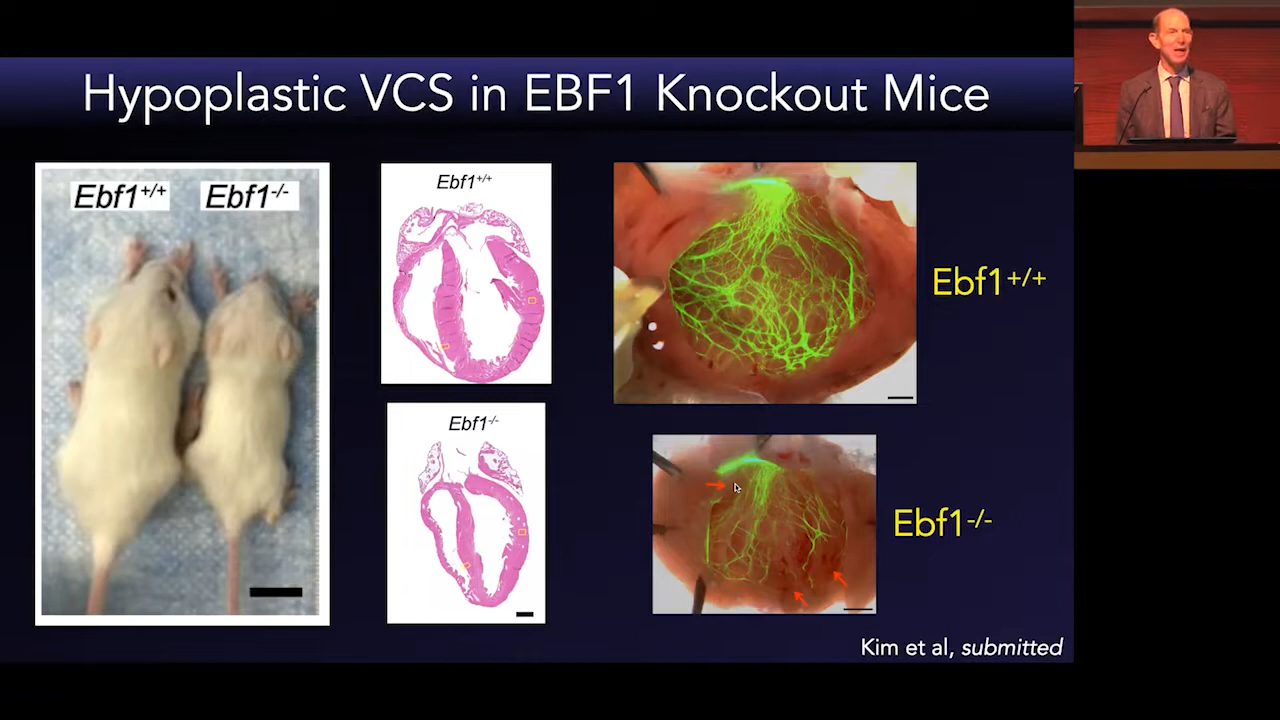 Hypoplastic VCS in EBF1 Knockout Mice
Ebf1+/+
Ebf1-/-
Ebf1+/+
Ebf1-/-
Ebf1+/+
Ebf1-/-
Kim et al, submitted